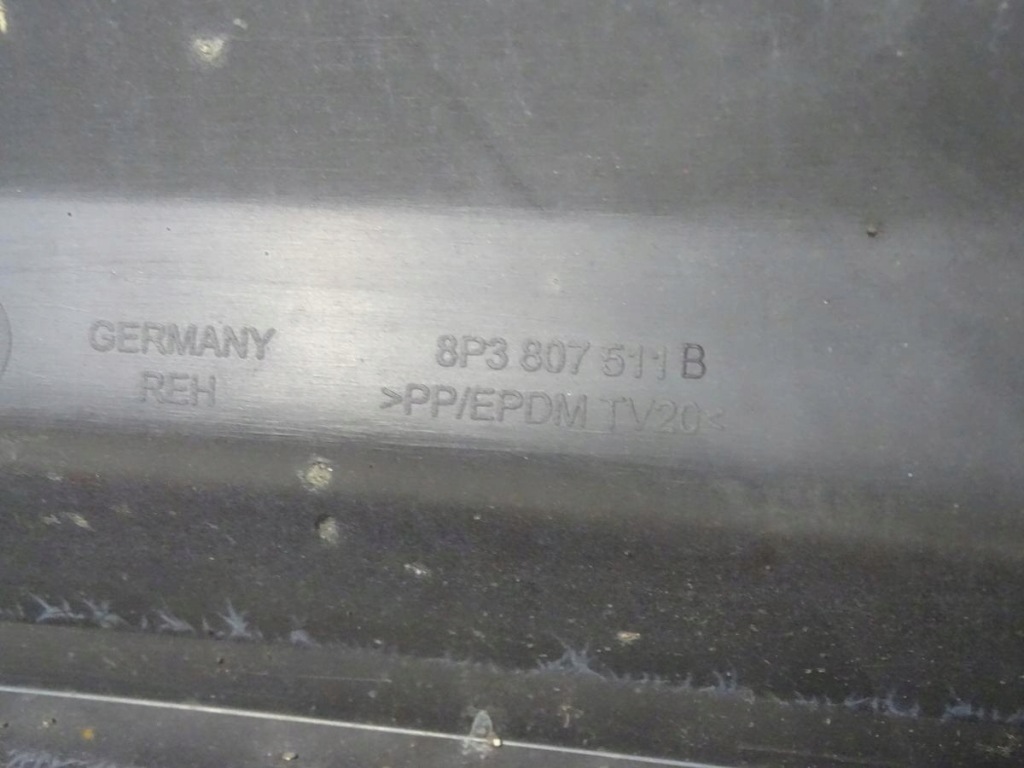 GERMANY
REH
8P3 807 511 B
>PP/EPDM TV20<